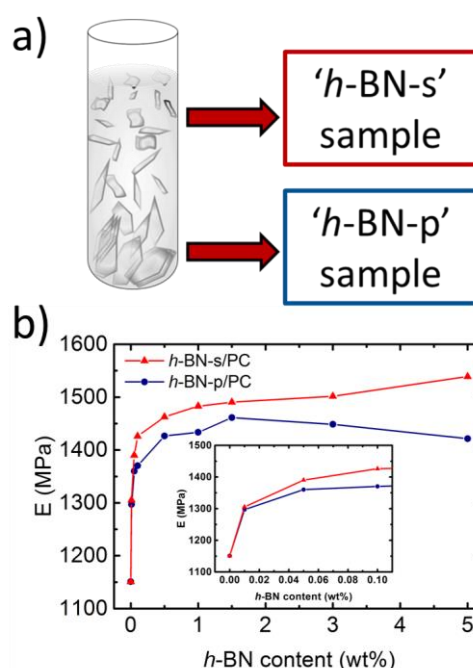 a)
‘h-BN-s’
sample
‘h-BN-p’
sample
b)
1600
1500
1400
1300
1200
1100
E (MPa)
h-BN-s/PC
h-BN-p/PC
1500
1400
1300
1200
1100
E (MPa)
0.00 0.02 0.04 0.06 0.08 0.10
h-BN content (wt%)
0 1 2 3 4 5
h-BN content (wt%)